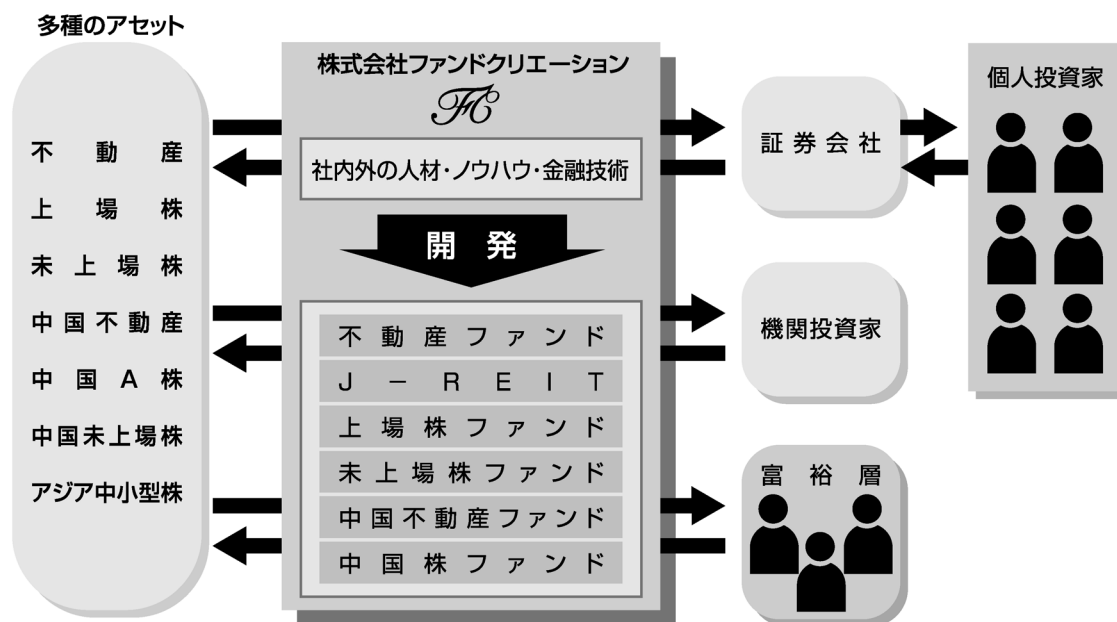 多種のアセット
不動産
上場株
未上場株
中国不動産
中国A株
中国未上場株
アジア中小型株
株式会社ファンドクリエーション
FC
社内外の人材・ノウハウ・金融技術
開発
不動産ファンド
J−REIT
上場株ファンド
未上場株ファンド
中国不動産ファンド
中国株ファンド
証券会社
機関投資家
富裕層
個人投資家